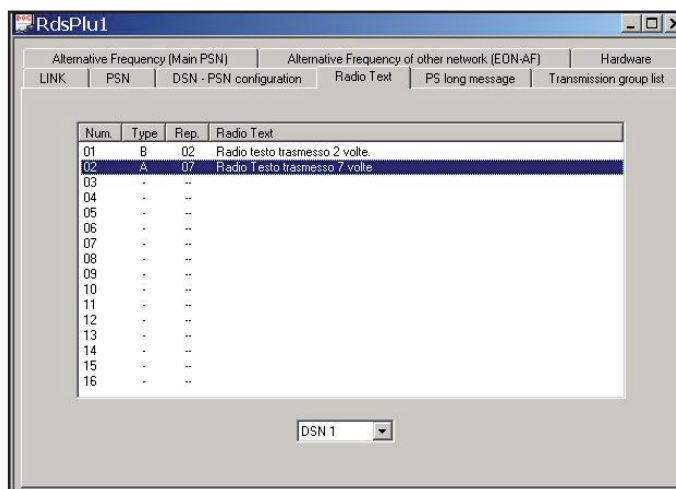 RdsPlu1
Alternative Frequency (Main PSN) Alternative Frequency of other network (EON-AF) Hardware
LINK PSN DSN - PSN configuration Radio Text PS long message Transmission group list
Num. Type Rep. Radio Text
01 B 02 Radio testo trasmesso 2 volte.
02 A 07 Radio Testo trasmesso 7 volte
03 - --
04 - --
05 - --
06 - --
07 - --
08 - --
09 - --
10 - --
11 - --
12 - --
13 - --
14 - --
15 - --
16 - --
DSN 1